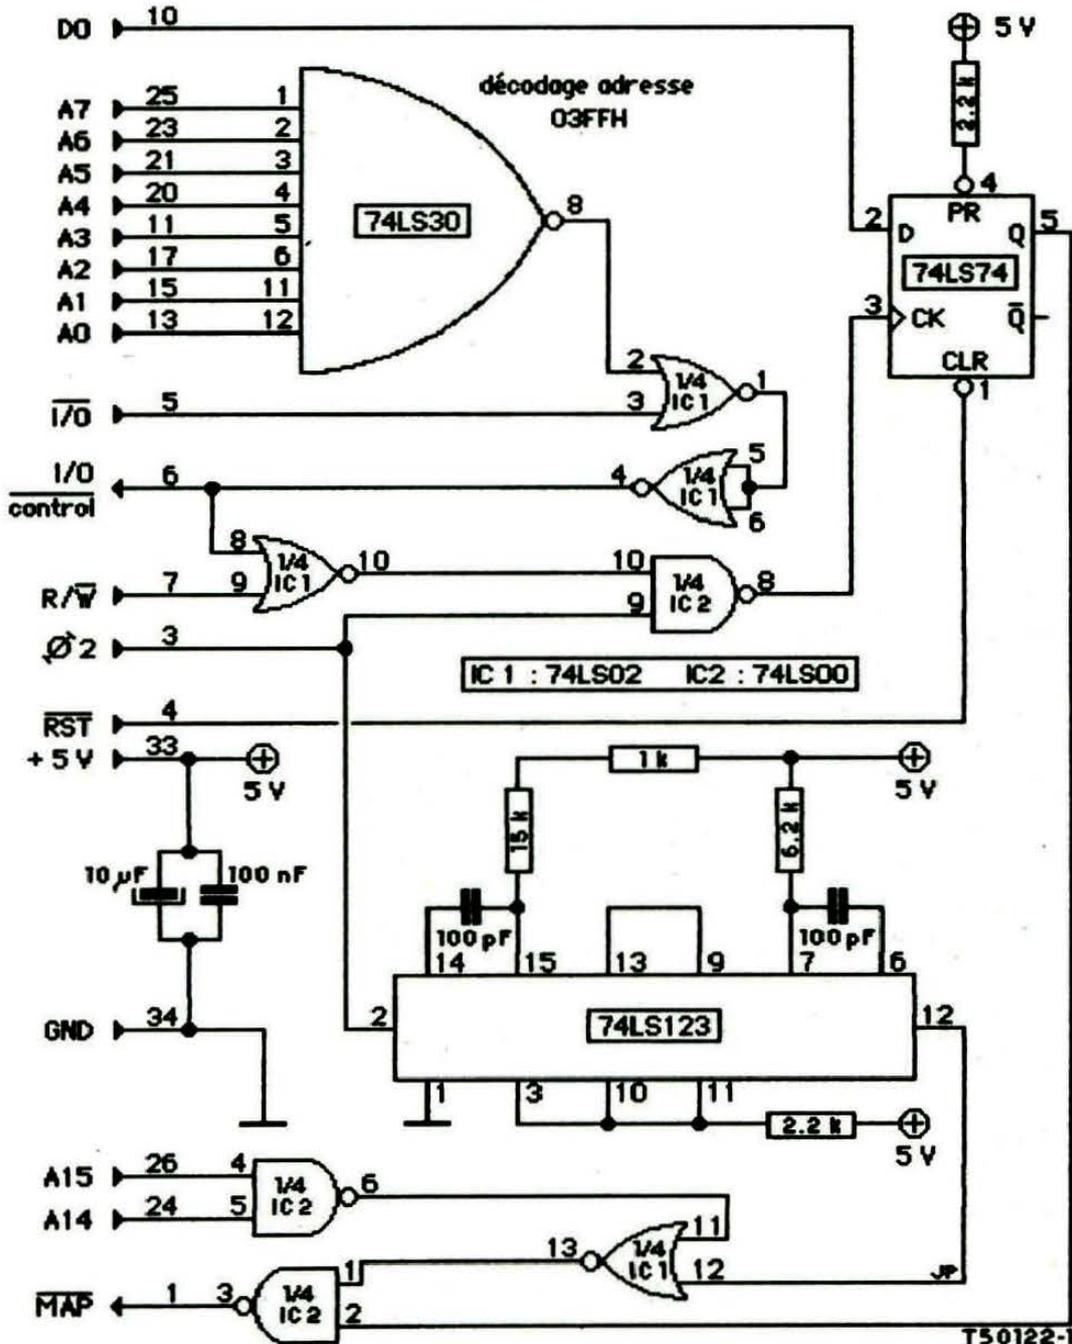 D0 10
5 V
2.2 k
décodage adresse
03FFH
A7 25 1
A6 23 2
A5 21 3
A4 20 4
A3 11 5
A2 17 6
A1 15 11
A0 13 12
74LS30
8
4
PR
2 D Q 5
74LS74
3 CK Q̅
CLR
1
I/O 5
2
3
1/4
IC 1
1
I/O
control
6
4
1/4
IC 1
5
6
8
9
1/4
IC 1
10
R/W 7
10
9
1/4
IC 2
8
Ø2 3
IC 1 : 74LS02 IC2 : 74LS00
RST 4
+5V 33
5 V
1 k
5 V
15 k
6.2 k
10 µF
100 nF
100 pF
100 pF
14 15 13 9 7 6
GND 34
2
74LS123
12
1 3 10 11
2.2 k
5 V
A15 26 4
A14 24 5
1/4
IC 2
6
11
12
1/4
IC 1
13
JP
MAP 1 3
1/4
IC 2
1
2
T50122-